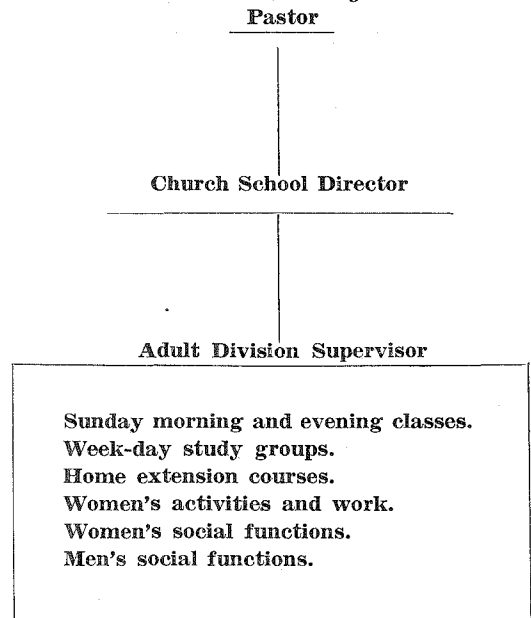 Pastor
Church School Director
Adult Division Supervisor
Sunday morning and evening classes.
Week-day study groups.
Home extension courses.
Women's activities and work.
Women's social functions.
Men's social functions.